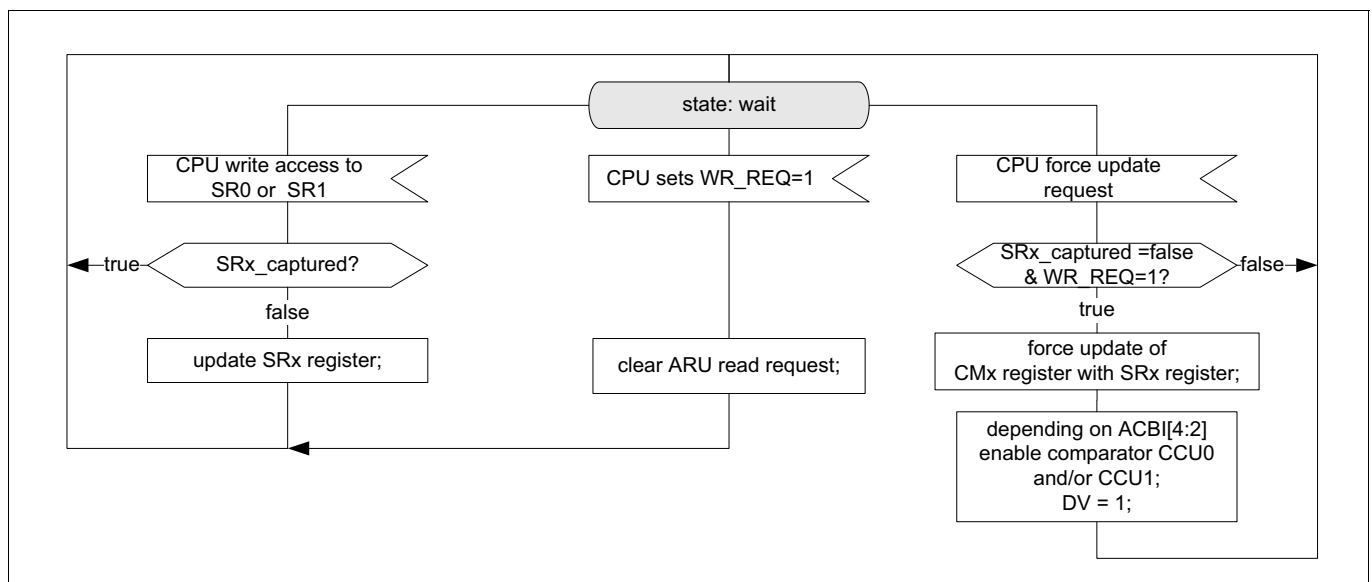 state: wait
CPU write access to
SR0 or SR1
CPU sets WR_REQ=1
CPU force update
request
true
SRx_captured?
SRx_captured =false
& WR_REQ=1?
false
false
true
update SRx register;
clear ARU read request;
force update of
CMx register with SRx register;
depending on ACBI[4:2]
enable comparator CCU0
and/or CCU1;
DV = 1;